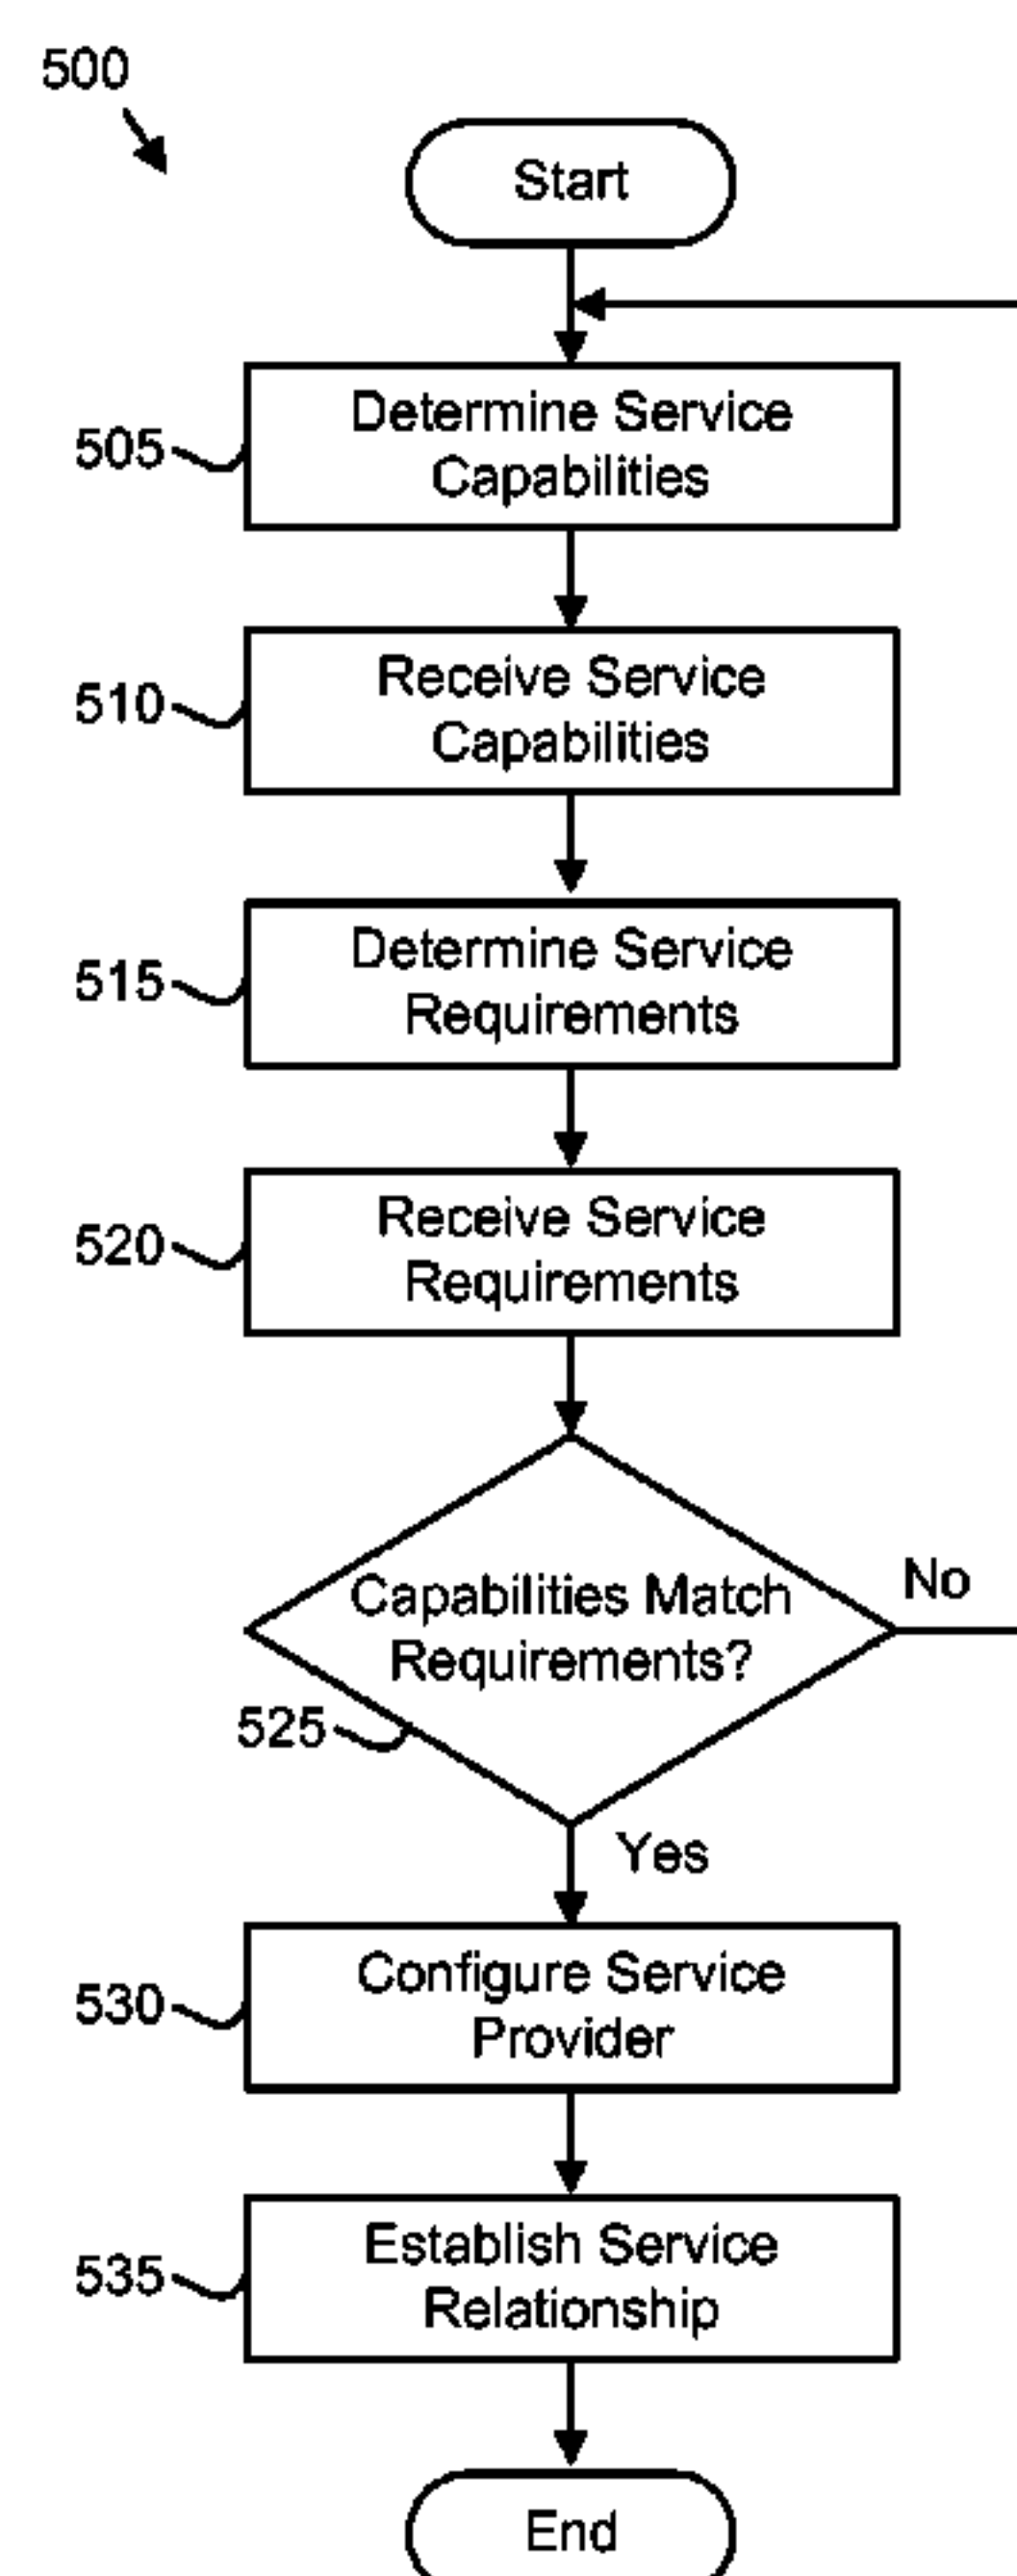 500
Start
505
Determine Service
Capabilities
510
Receive Service
Capabilities
515
Determine Service
Requirements
520
Receive Service
Requirements
Capabilities Match
Requirements?
No
525
Yes
530
Configure Service
Provider
535
Establish Service
Relationship
End